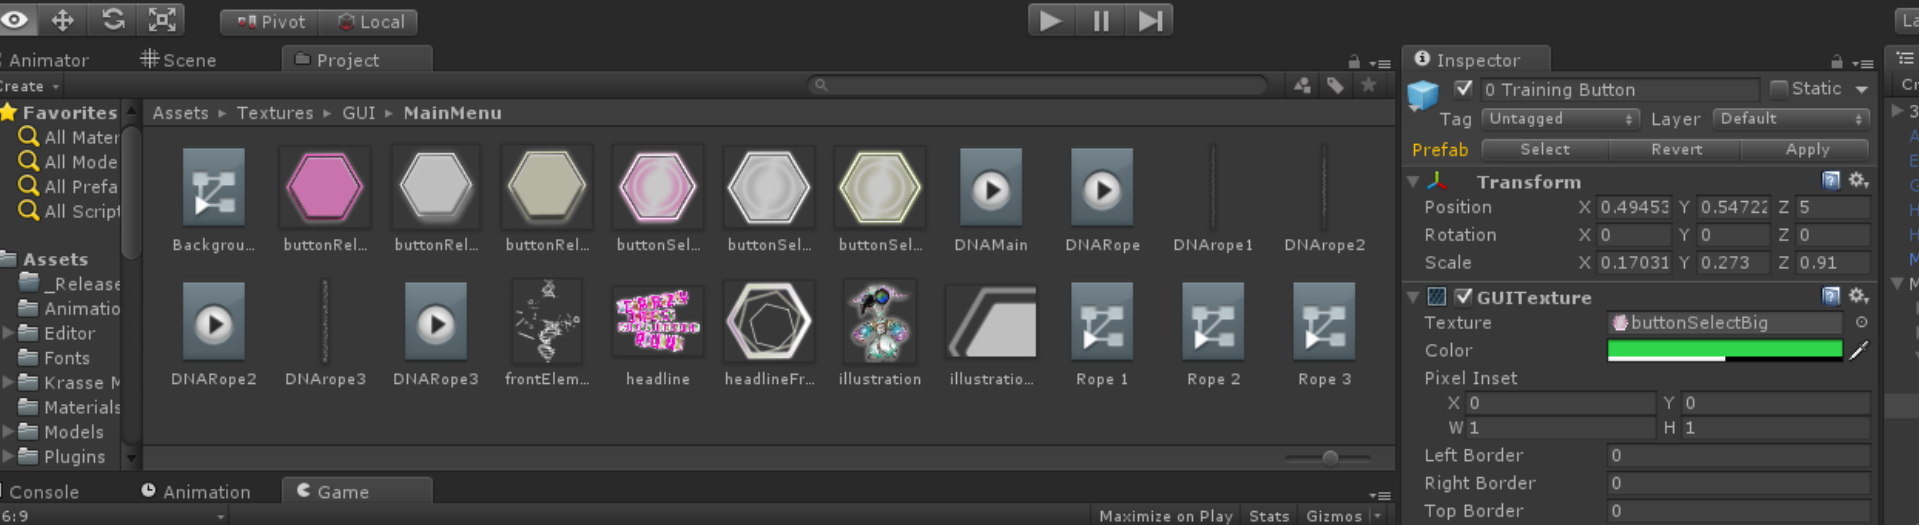 Pivot Local La
Animator Scene Project Inspector
Create 0 Training Button Static
Favorites Assets Textures GUI MainMenu Tag Untagged Layer Default
All Mater
All Mode Prefab Select Revert Apply
All Prefa Transform
All Script Position X 0.49453 Y 0.54722 Z 5
Backgrou... buttonRel... buttonRel... buttonRel... buttonSel... buttonSel... buttonSel... DNAMain DNARope DNArope1 DNArope2 Rotation X 0 Y 0 Z 0
Assets Scale X 0.17031 Y 0.273 Z 0.91
_Release GUITexture
Animatio Texture buttonSelectBig
Editor Color
Fonts DNARope2 DNArope3 DNARope3 frontElem... headline headlineFr... illustration illustratio... Rope 1 Rope 2 Rope 3 Pixel Inset
Krasse M X 0 Y 0
Materials W 1 H 1
Models Left Border 0
Plugins Right Border 0
Console Animation Game
6:9 Maximize on Play Stats Gizmos Top Border 0